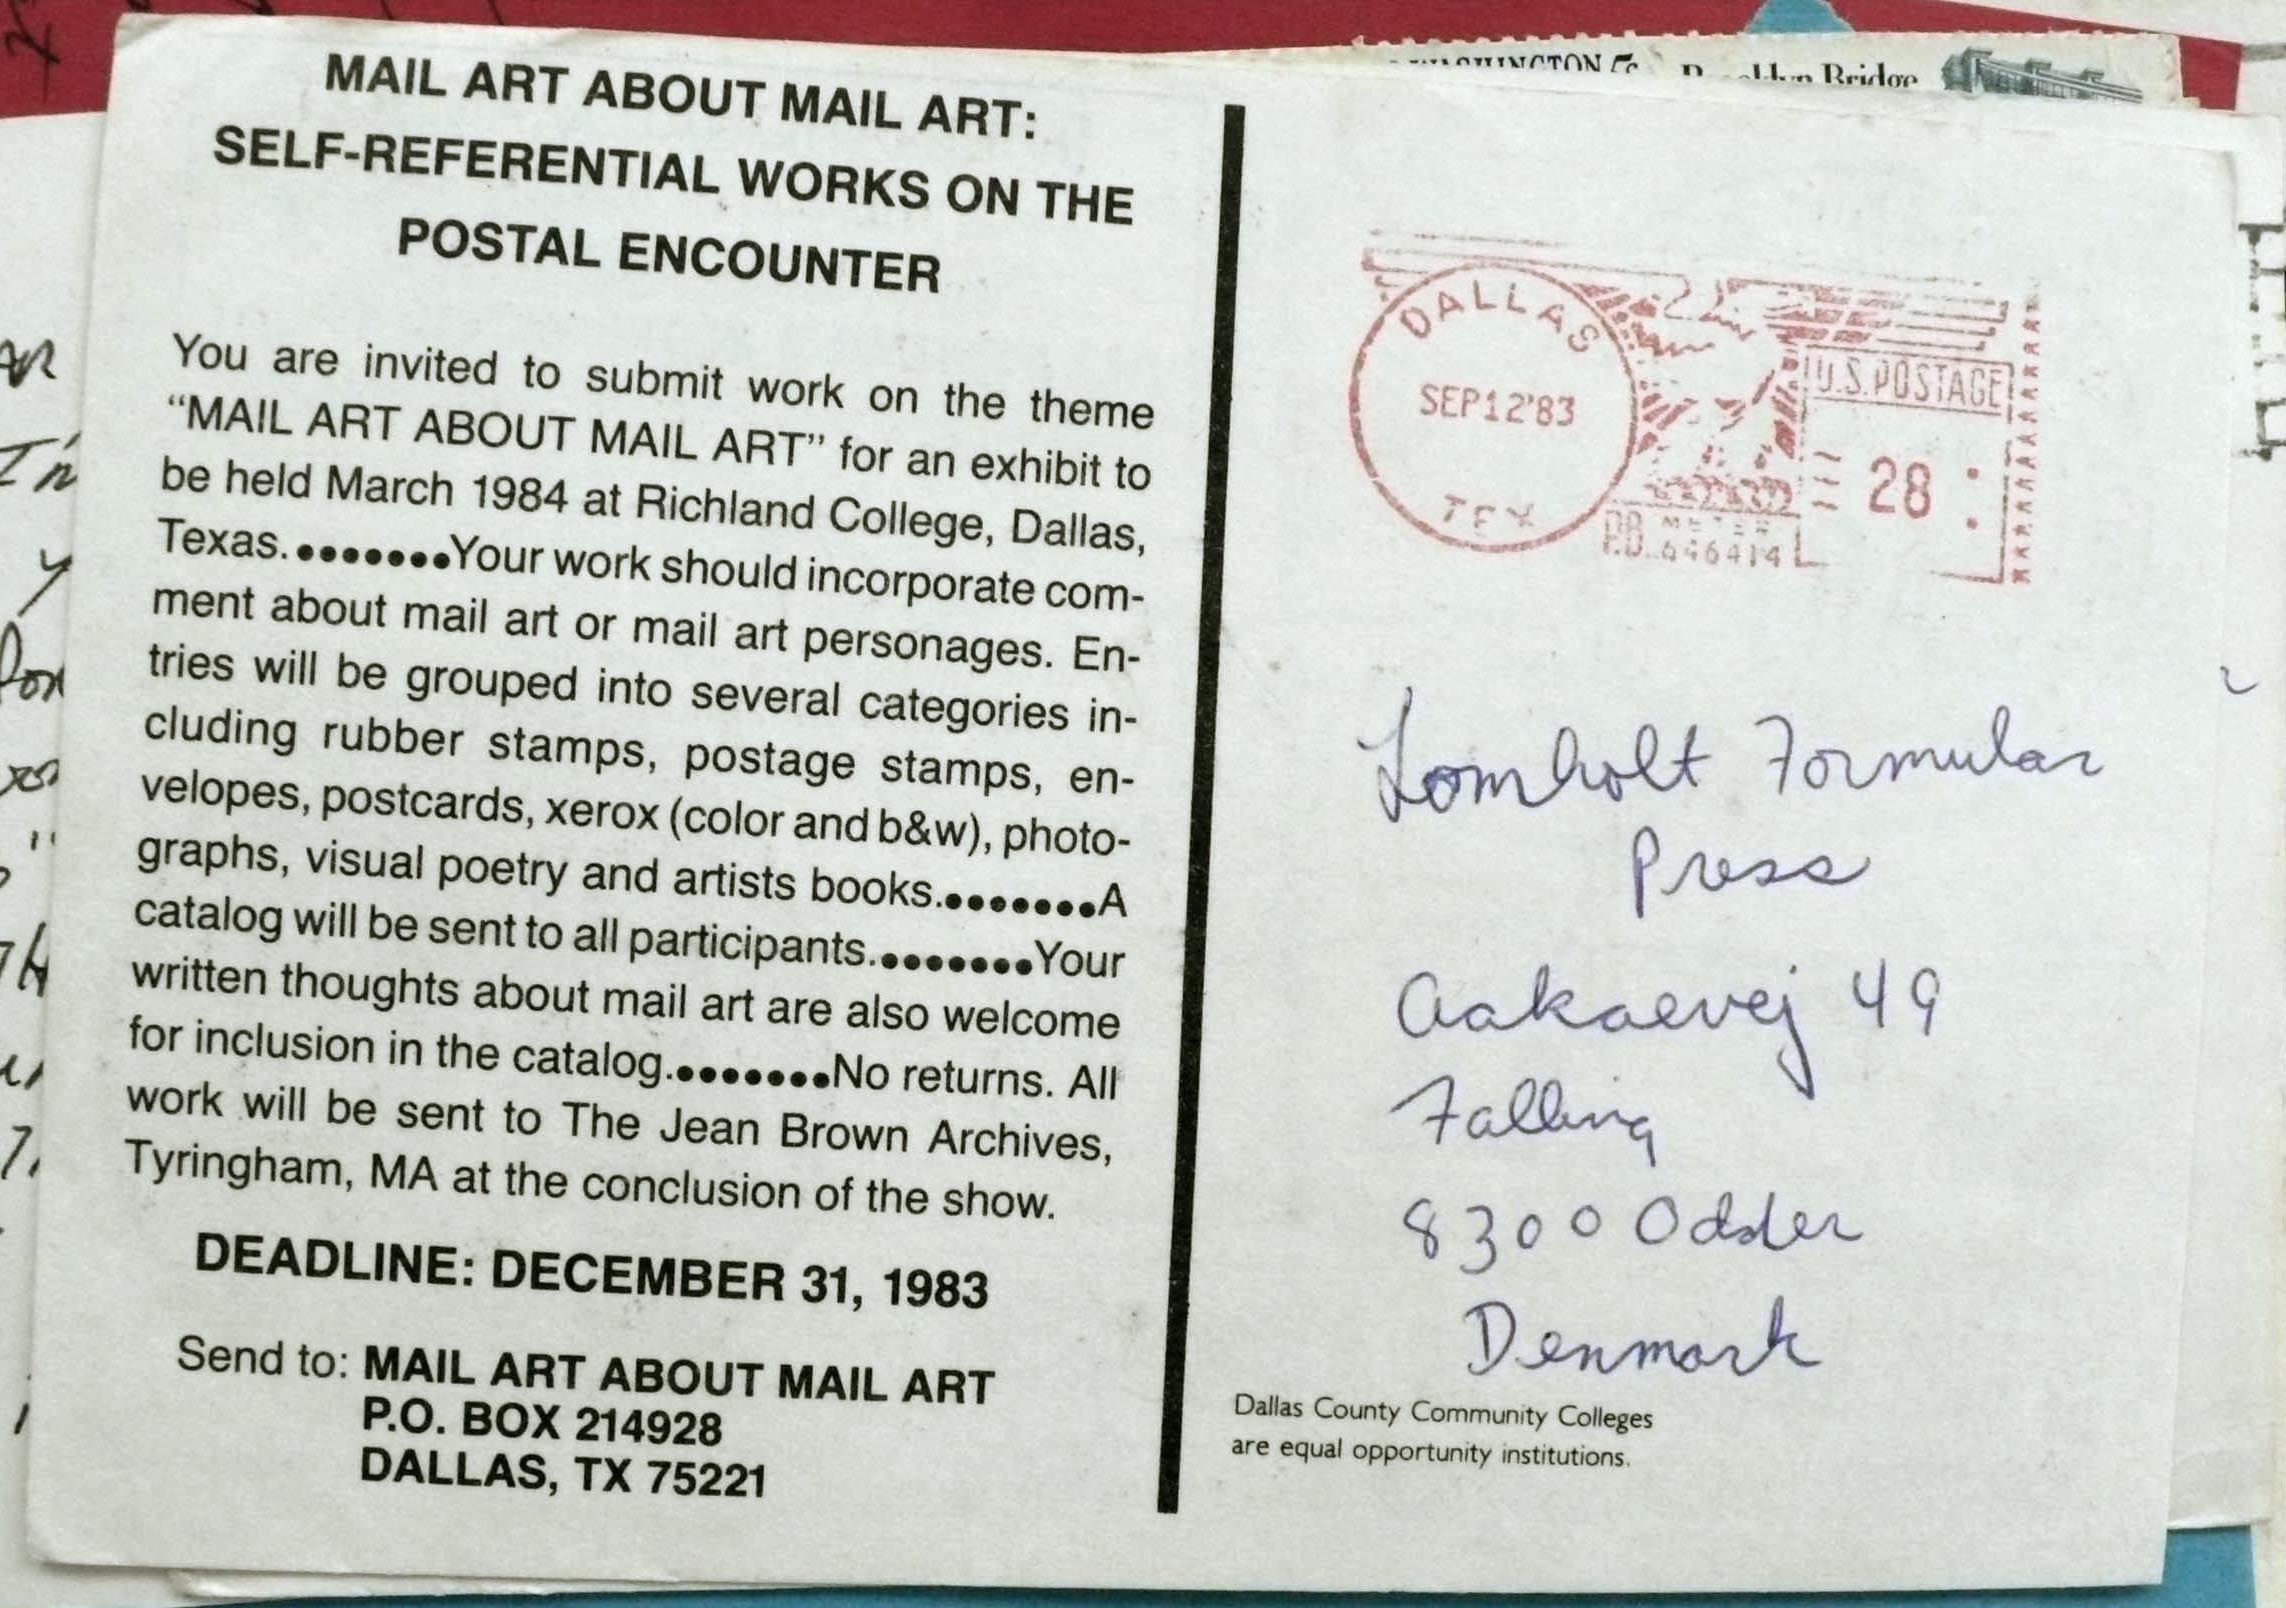 MAIL ART ABOUT MAIL ART:
SELF-REFERENTIAL WORKS ON THE
POSTAL ENCOUNTER
You are invited to submit work on the theme
“MAIL ART ABOUT MAIL ART” for an exhibit to
be held March 1984 at Richland College, Dallas,
Texas.●●●●●●●Your work should incorporate com-
ment about mail art or mail art personages. En-
tries will be grouped into several categories in-
cluding rubber stamps, postage stamps, en-
velopes, postcards, xerox (color and b&w), photo-
graphs, visual poetry and artists books.●●●●●●●A
catalog will be sent to all participants.●●●●●●●Your
written thoughts about mail art are also welcome
for inclusion in the catalog.●●●●●●●No returns. All
work will be sent to The Jean Brown Archives,
Tyringham, MA at the conclusion of the show.
DEADLINE: DECEMBER 31, 1983
Send to: MAIL ART ABOUT MAIL ART
P.O. BOX 214928
DALLAS, TX 75221
WASHINGTON 5c
Brooklyn Bridge
DALLAS
SEP12'83
TEX
U.S. POSTAGE
28
P.B. METER
646414
Lomholt Formular
Press
Aakaevej 49
Falling
8300 Odder
Denmark
Dallas County Community Colleges
are equal opportunity institutions.